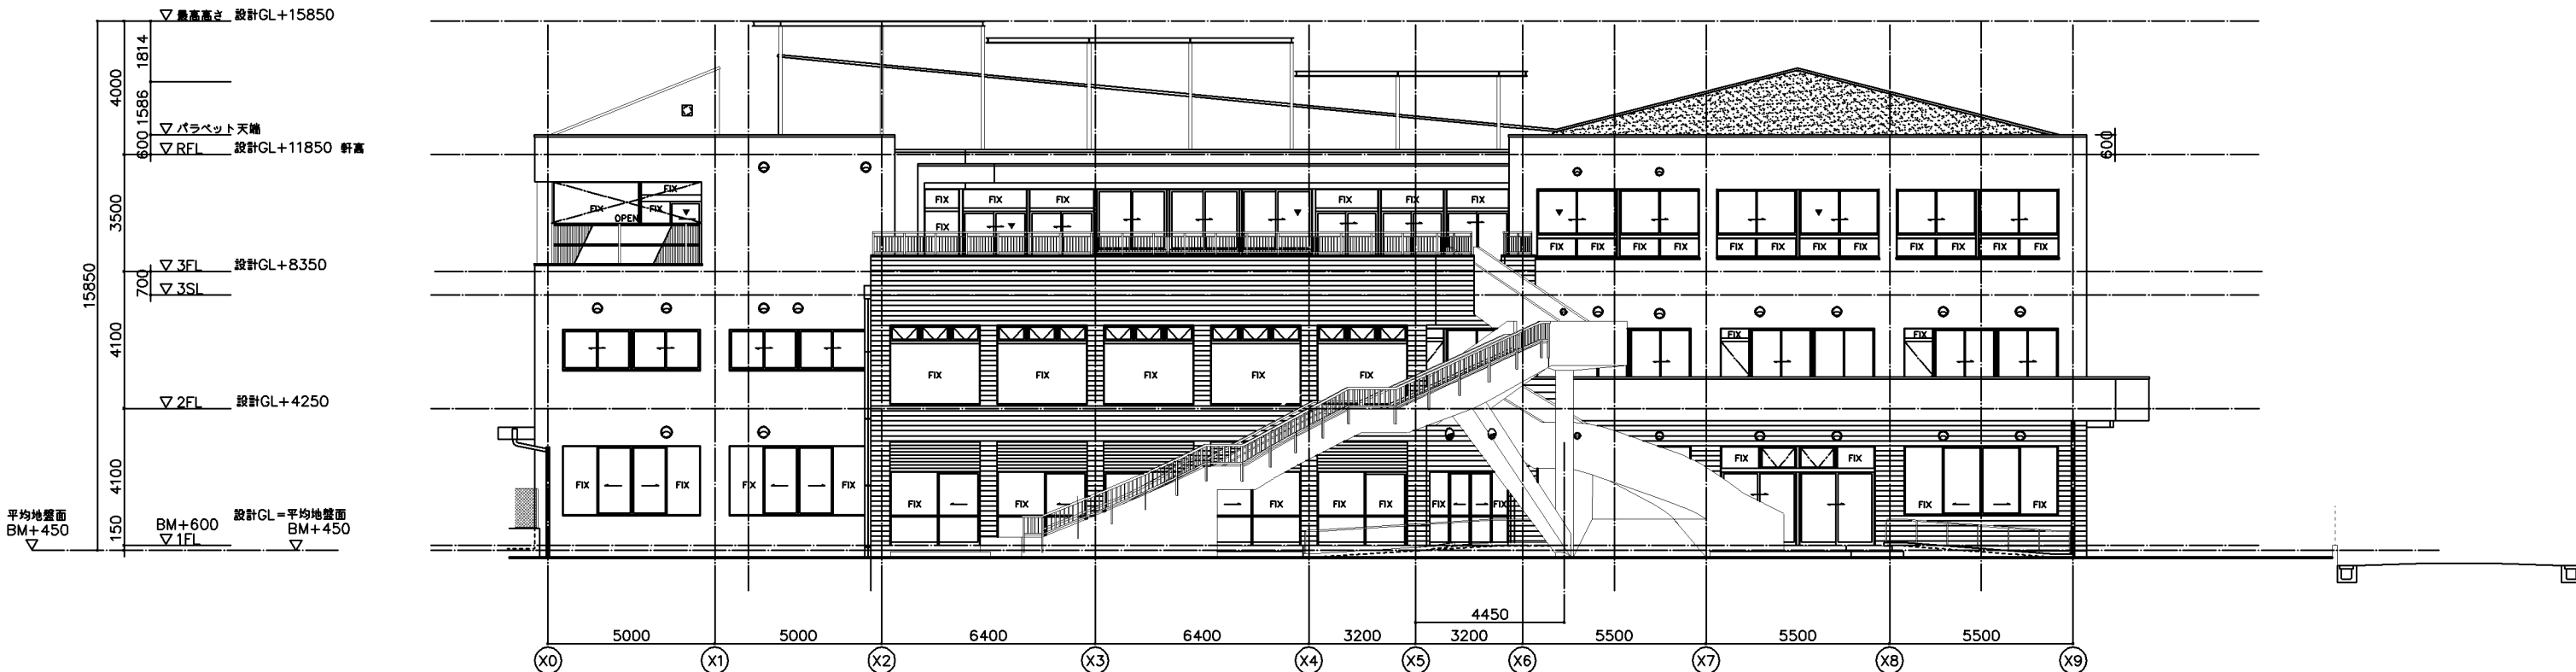 ▽ 最高高さ 設計GL+15850
1814
4000
1586
▽ パラペット天端
600
600
▽ RFL 設計GL+11850 軒高
FIX
FIX OPEN FIX
3500
FIX FIX FIX FIX FIX FIX
FIX
FIX FIX FIX FIX FIX FIX FIX FIX FIX FIX FIX FIX
▽ 3FL 設計GL+8350
15850
700
▽ 3SL
4100
FIX FIX
FIX FIX FIX FIX FIX
▽ 2FL 設計GL+4250
4100
FIX FIX
FIX FIX FIX FIX
FIX FIX FIX FIX FIX FIX FIX FIX FIX FIX
平均地盤面
BM+450
150
BM+600
▽ 1FL
設計GL=平均地盤面
BM+450
4450
5000 5000 6400 6400 3200 3200 5500 5500 5500
X0 X1 X2 X3 X4 X5 X6 X7 X8 X9